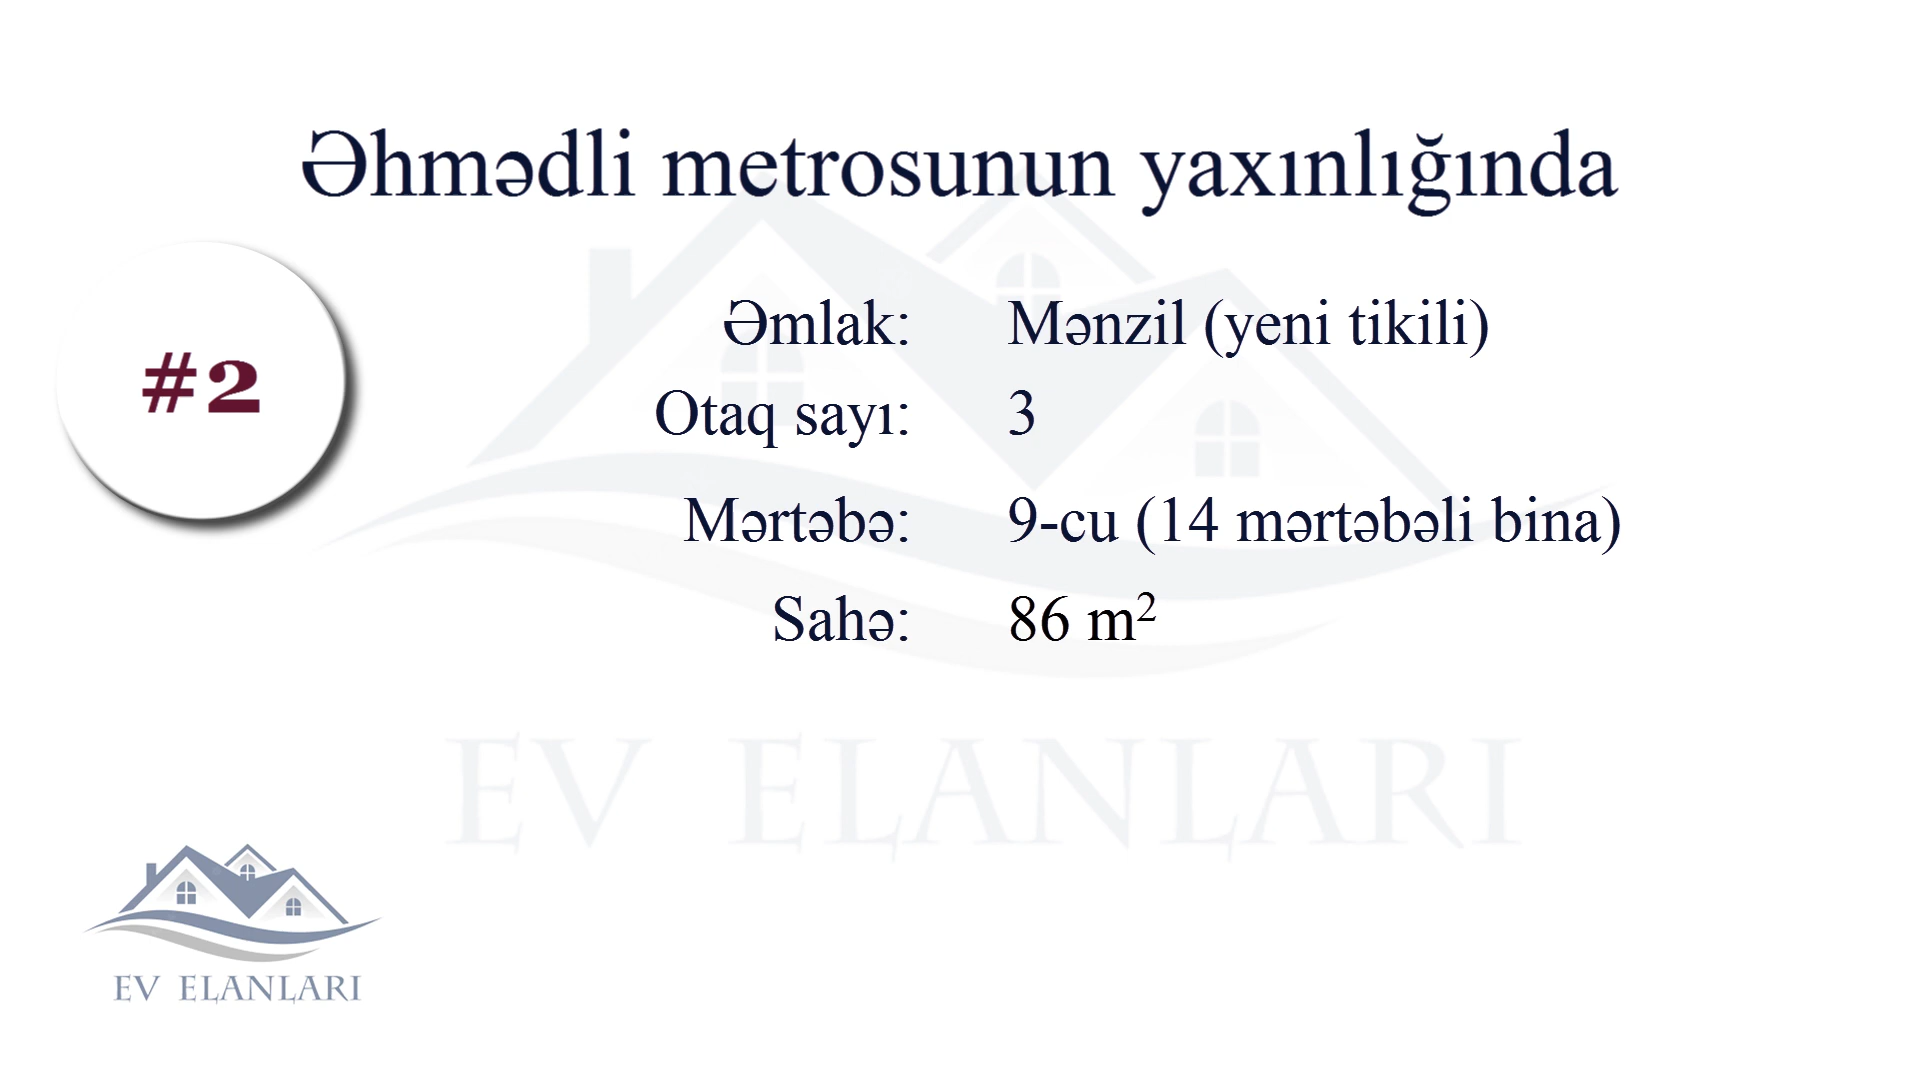 Əhmədli metrosunun yaxınlığında
#2
Əmlak: Mənzil (yeni tikili)
Otaq sayı: 3
Mərtəbə: 9-cu (14 mərtəbəli bina)
Sahə: 86 m²
EV ELANLARI
EV ELANLARI